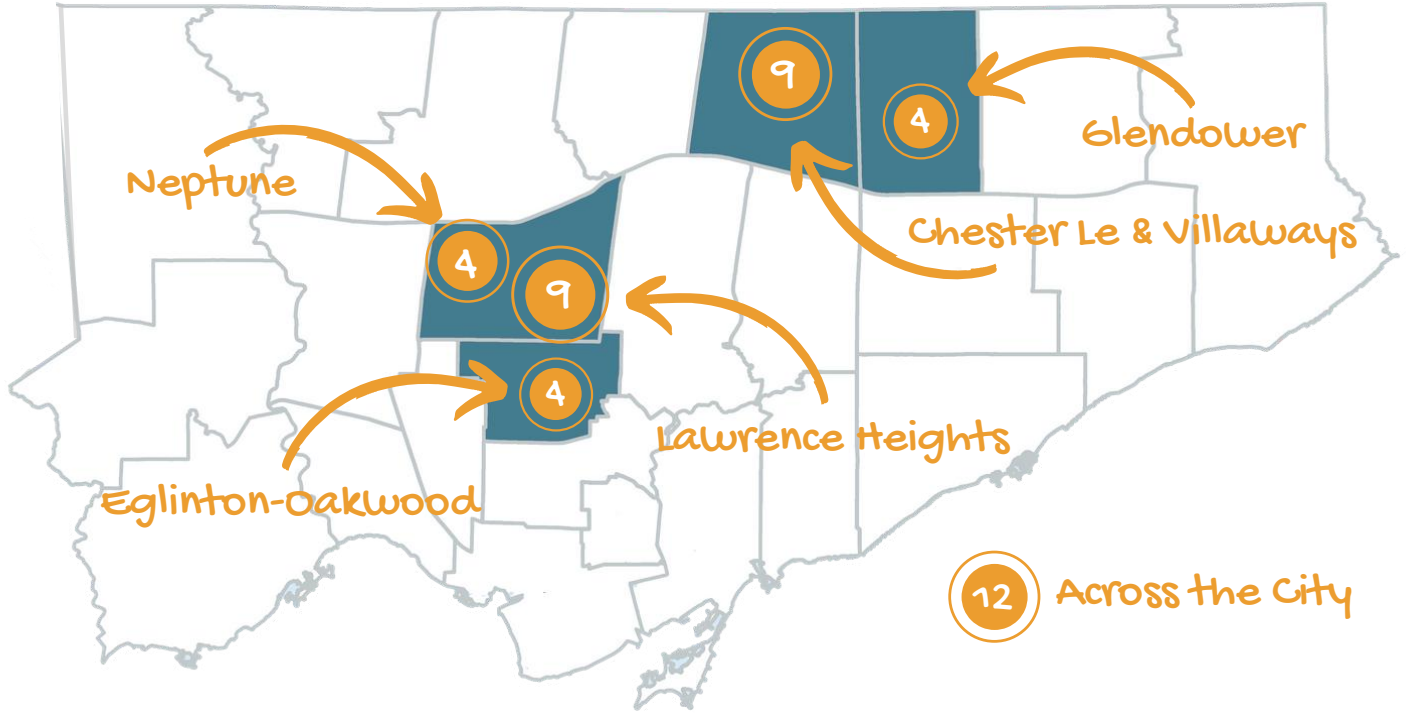 9
4
Glendower
Neptune
Chester Le & Villaways
4
9
4
Lawrence Heights
Eglinton-Oakwood
12 Across the City